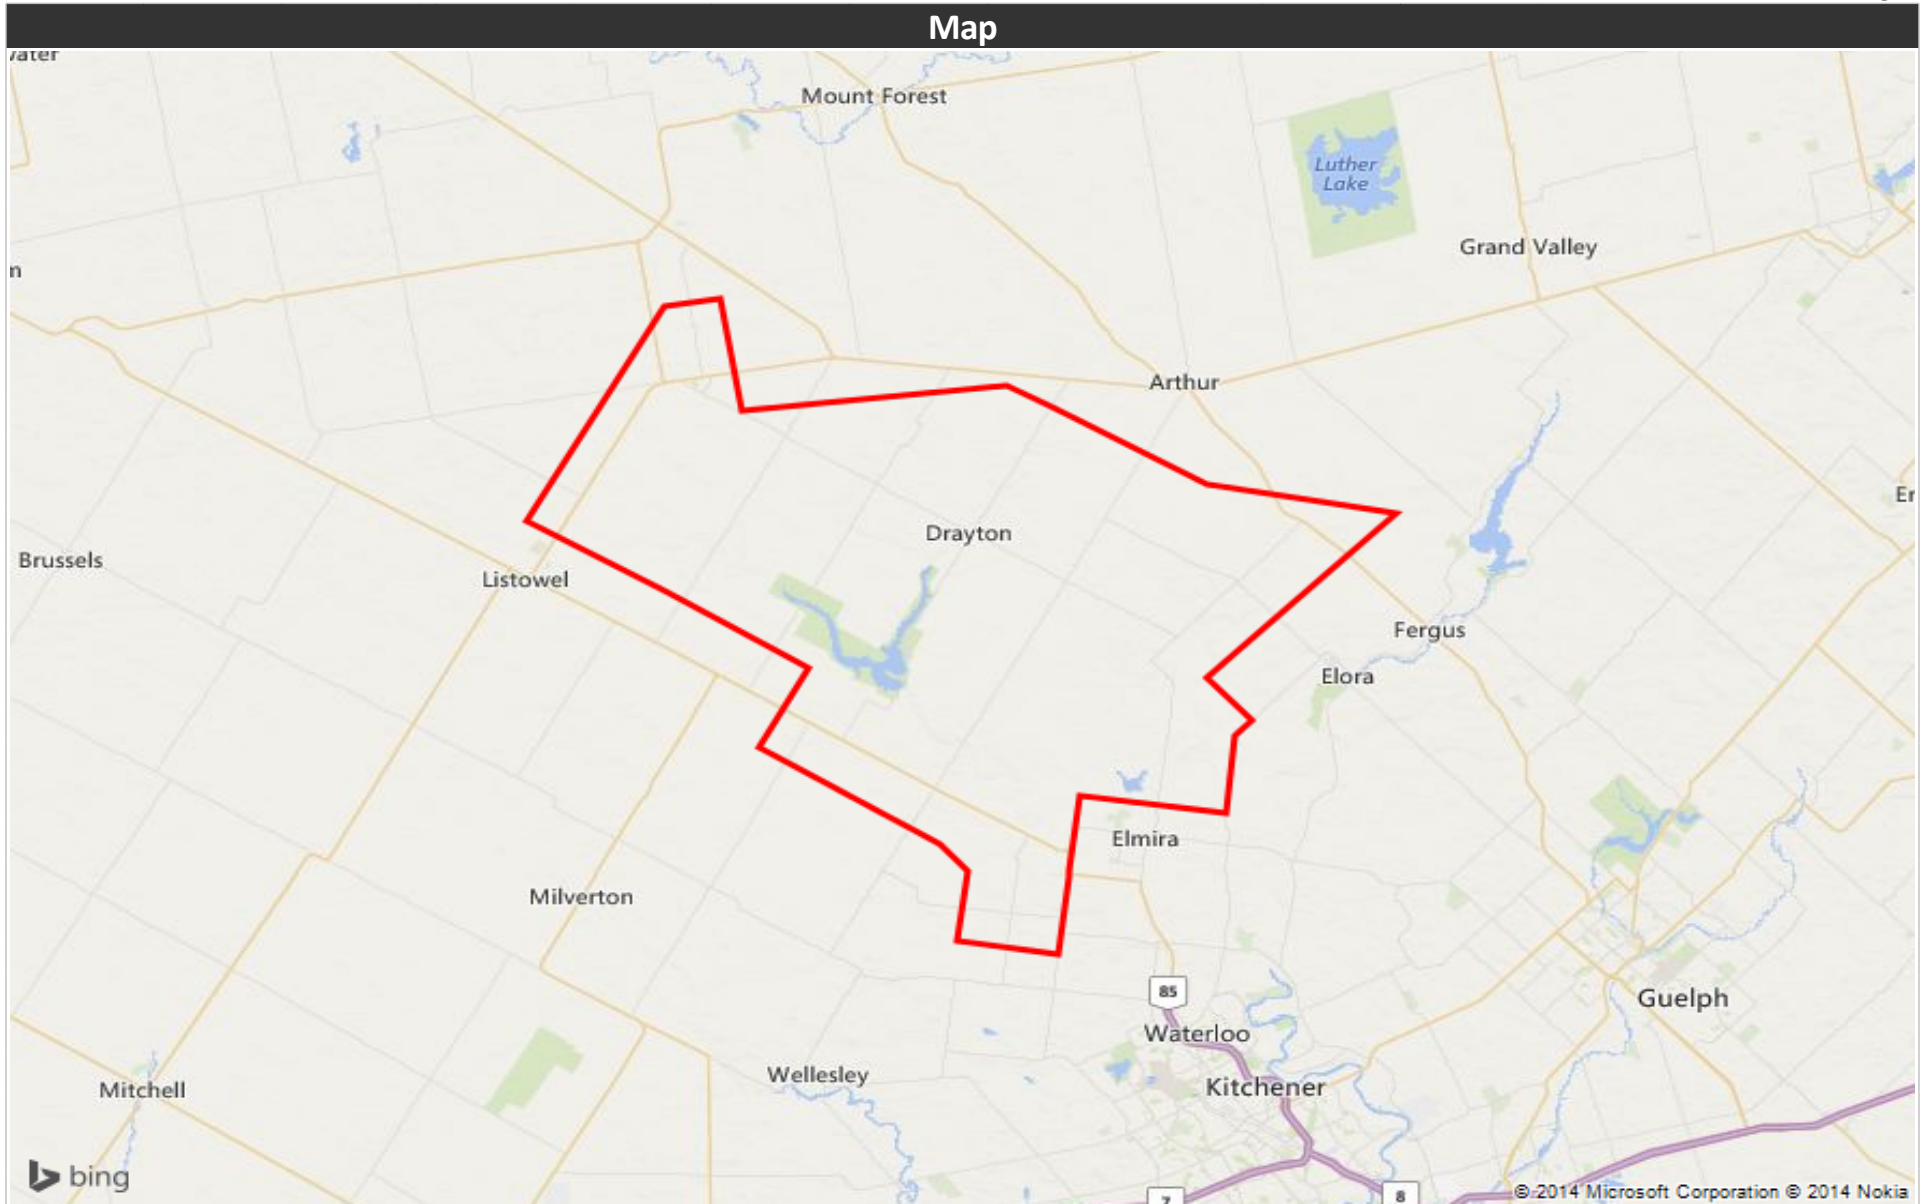 Map
Mount Forest
Luther
Lake
Grand Valley
Arthur
Drayton
Brussels
Listowel
Fergus
Elora
Elmira
Milverton
85
Guelph
Waterloo
Wellesley
Kitchener
Mitchell
bing
7
8
© 2014 Microsoft Corporation © 2014 Nokia